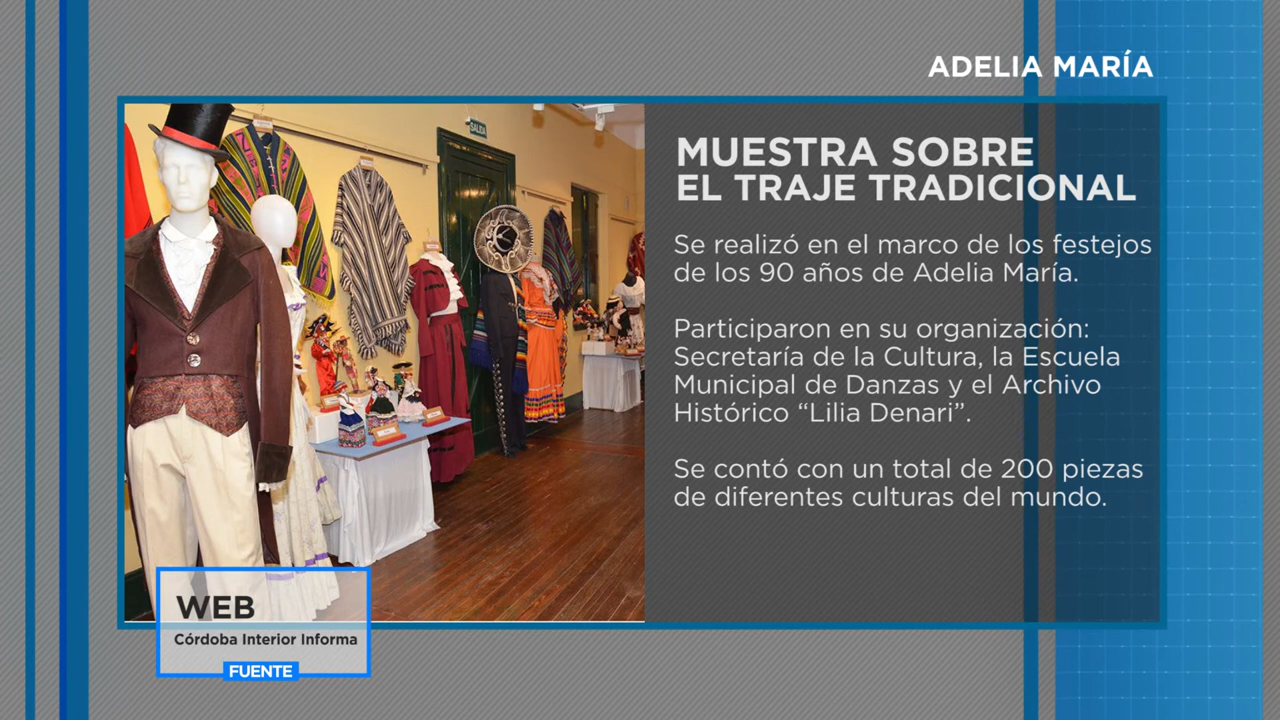 ADELIA MARÍA
SALIDA
MUESTRA SOBRE
EL TRAJE TRADICIONAL
Se realizó en el marco de los festejos
de los 90 años de Adelia María.
Participaron en su organización:
Secretaría de la Cultura, la Escuela
Municipal de Danzas y el Archivo
Histórico “Lilia Denari”.
Se contó con un total de 200 piezas
de diferentes culturas del mundo.
WEB
Córdoba Interior Informa
FUENTE